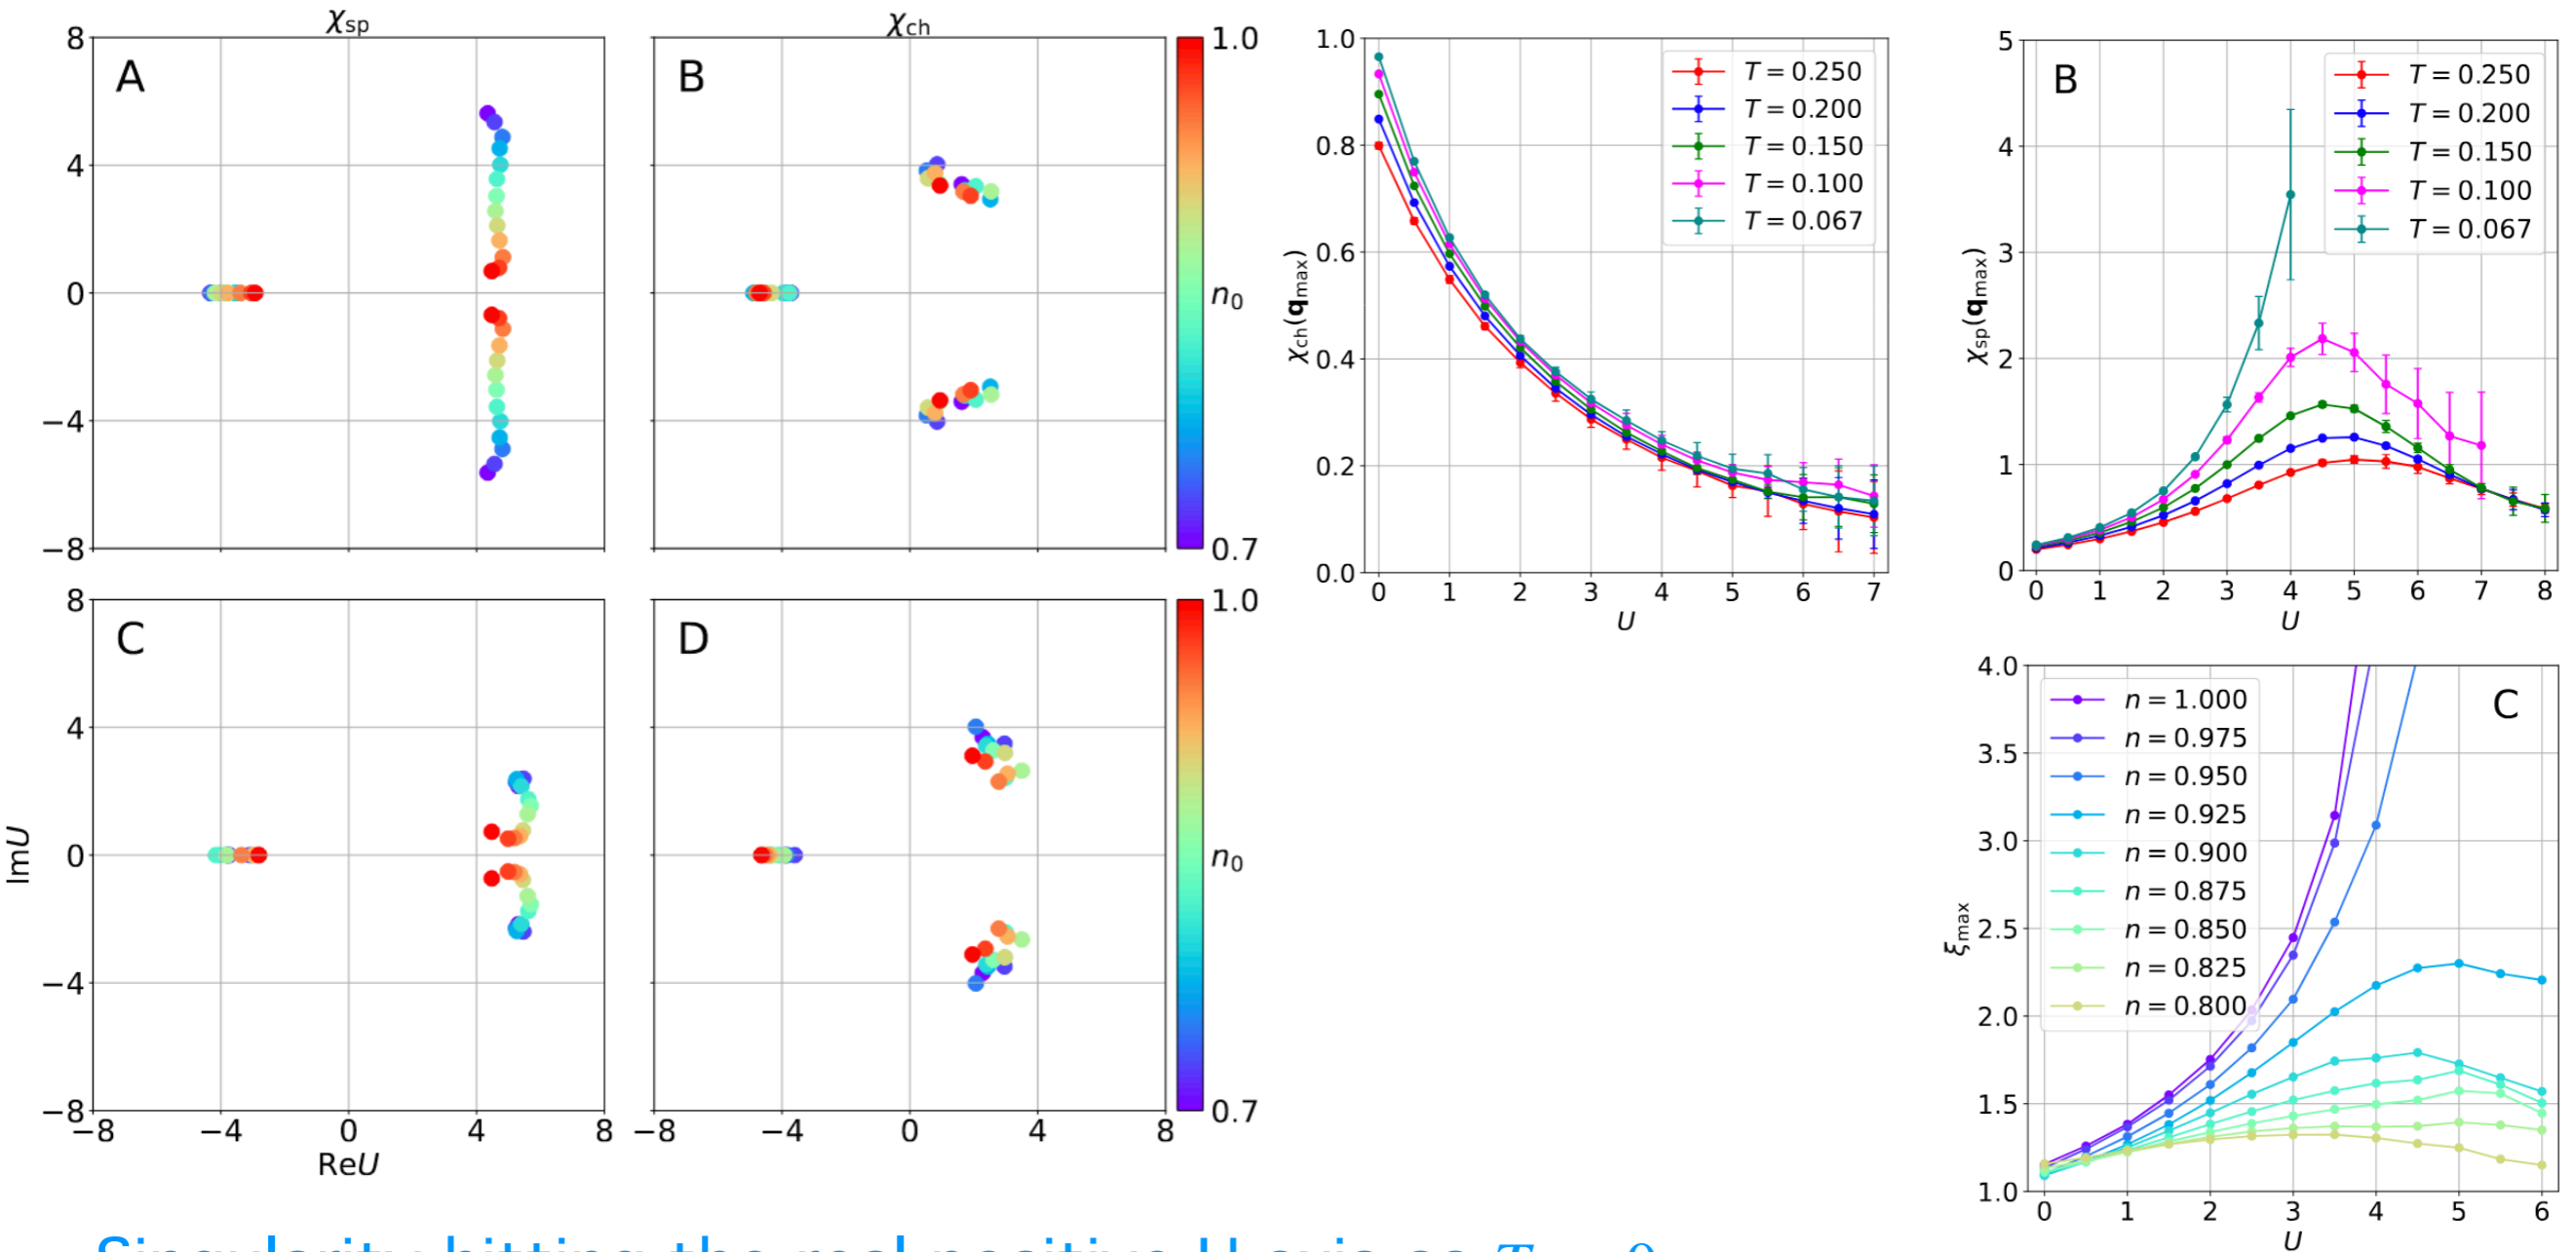 χsp
χch
8
A
B
1.0
4
0
n0
−4
−8
0.7
8
C
D
1.0
4
0
n0
−4
−8
0.7
ImU
−8
−4
0
4
8
−8
−4
0
4
8
ReU
1.0
0.8
0.6
0.4
0.2
0.0
χch(qmax)
T = 0.250
T = 0.200
T = 0.150
T = 0.100
T = 0.067
0
1
2
3
4
5
6
7
U
5
4
3
2
1
0
χsp(qmax)
B
T = 0.250
T = 0.200
T = 0.150
T = 0.100
T = 0.067
0
1
2
3
4
5
6
7
8
U
4.0
3.5
3.0
2.5
2.0
1.5
1.0
ξmax
C
n = 1.000
n = 0.975
n = 0.950
n = 0.925
n = 0.900
n = 0.875
n = 0.850
n = 0.825
n = 0.800
0
1
2
3
4
5
6
U
Singularity hitting the real positive U axis as